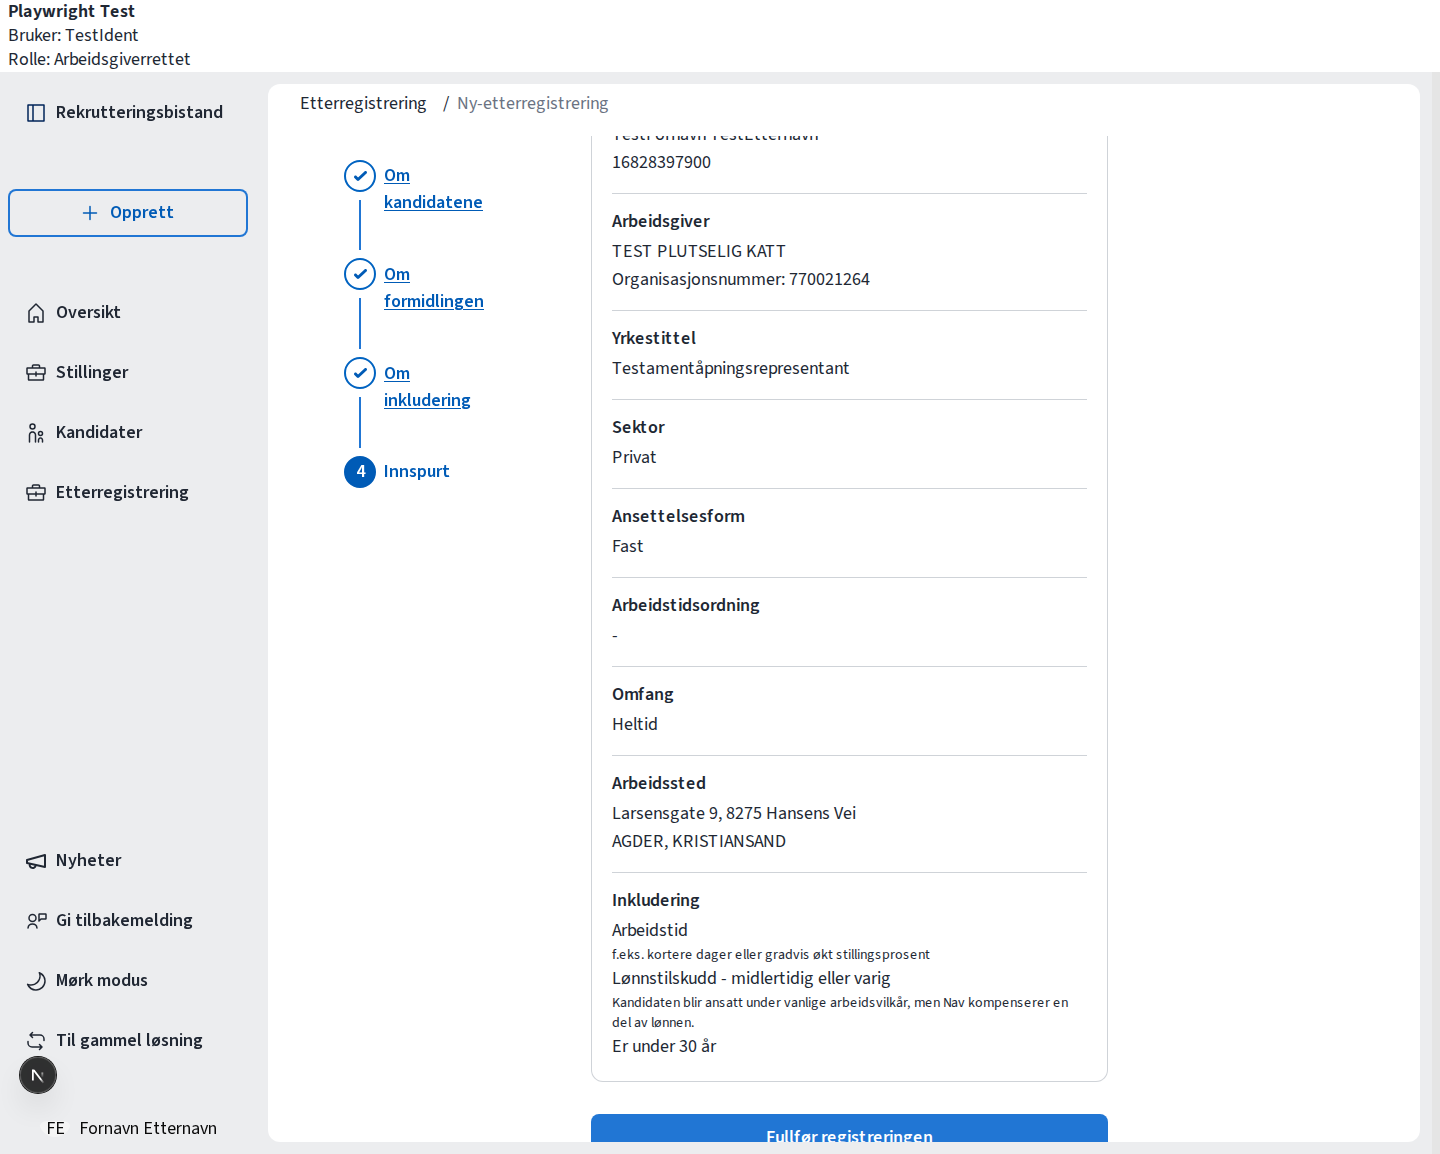 Playwright Test
Bruker: TestIdent
Rolle: Arbeidsgiverrettet
Rekrutteringsbistand
Opprett
Oversikt
Stillinger
Kandidater
Etterregistrering
Nyheter
Gi tilbakemelding
Mørk modus
Til gammel løsning
N
FE Fornavn Etternavn
Etterregistrering / Ny-etterregistrering
Om
kandidatene
Om
formidlingen
Om
inkludering
4 Innspurt
TestFornavn TestEtternavn
16828397900
Arbeidsgiver
TEST PLUTSELIG KATT
Organisasjonsnummer: 770021264
Yrkestittel
Testamentåpningsrepresentant
Sektor
Privat
Ansettelsesform
Fast
Arbeidstidsordning
-
Omfang
Heltid
Arbeidssted
Larsensgate 9, 8275 Hansens Vei
AGDER, KRISTIANSAND
Inkludering
Arbeidstid
f.eks. kortere dager eller gradvis økt stillingsprosent
Lønnstilskudd - midlertidig eller varig
Kandidaten blir ansatt under vanlige arbeidsvilkår, men Nav kompenserer en
del av lønnen.
Er under 30 år
Fullfør registreringen